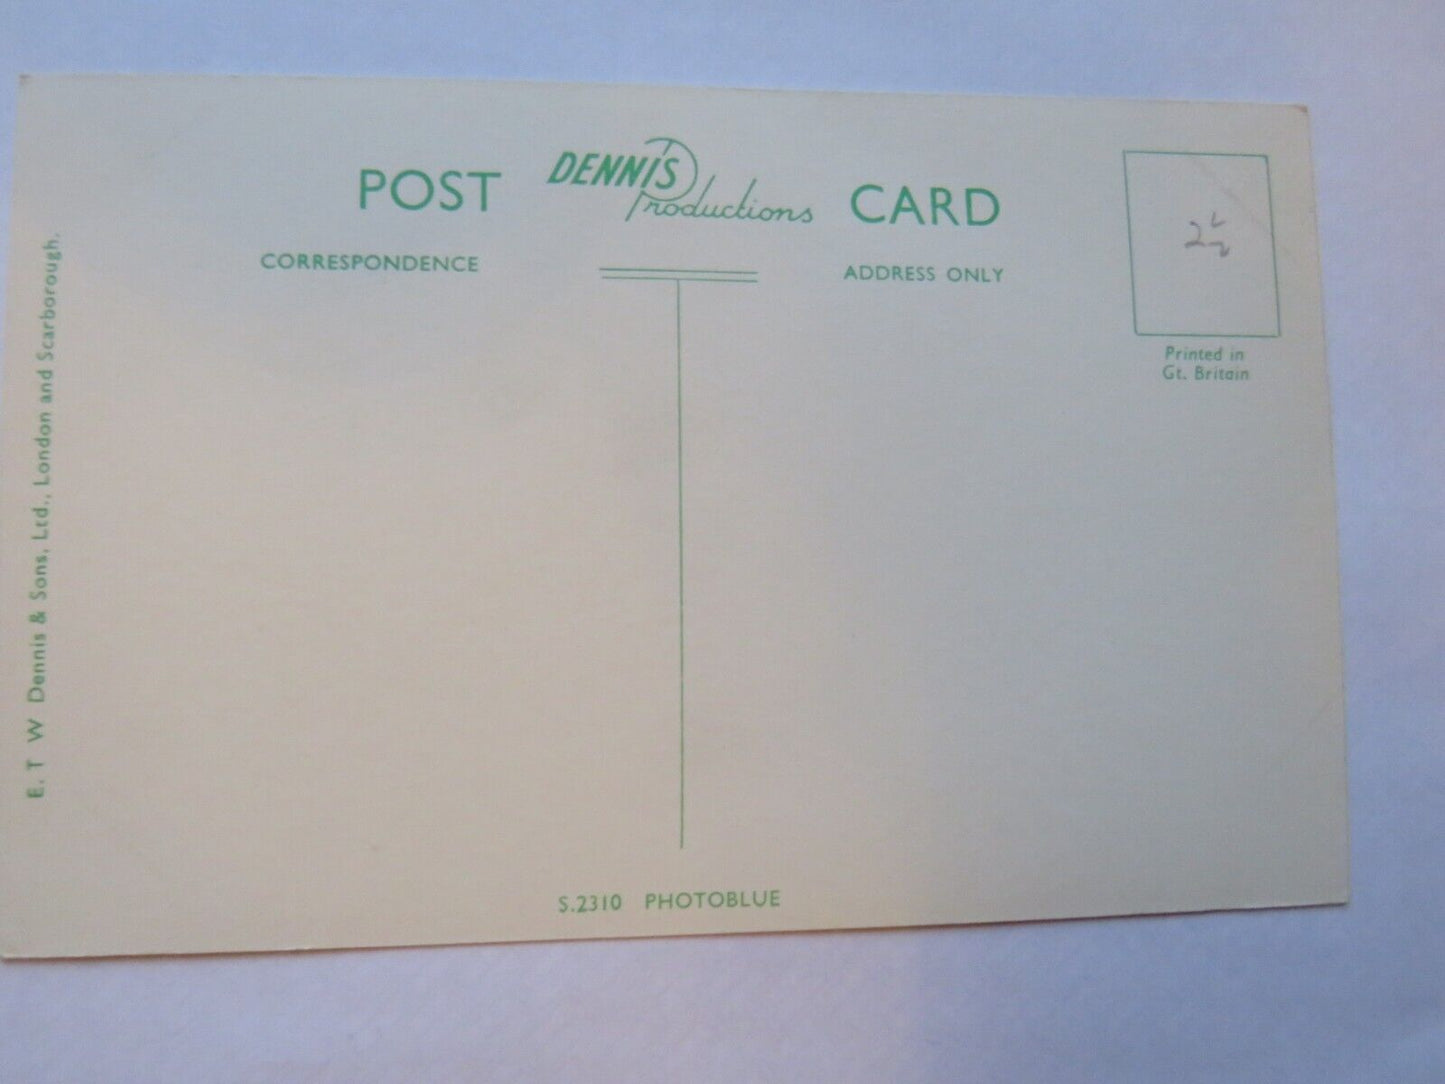 POST DENNIS Productions CARD
CORRESPONDENCE
ADDRESS ONLY
2½
Printed in
Gt. Britain
E. T W Dennis & Sons, Ltd., London and Scarborough.
S.2310 PHOTOBLUE